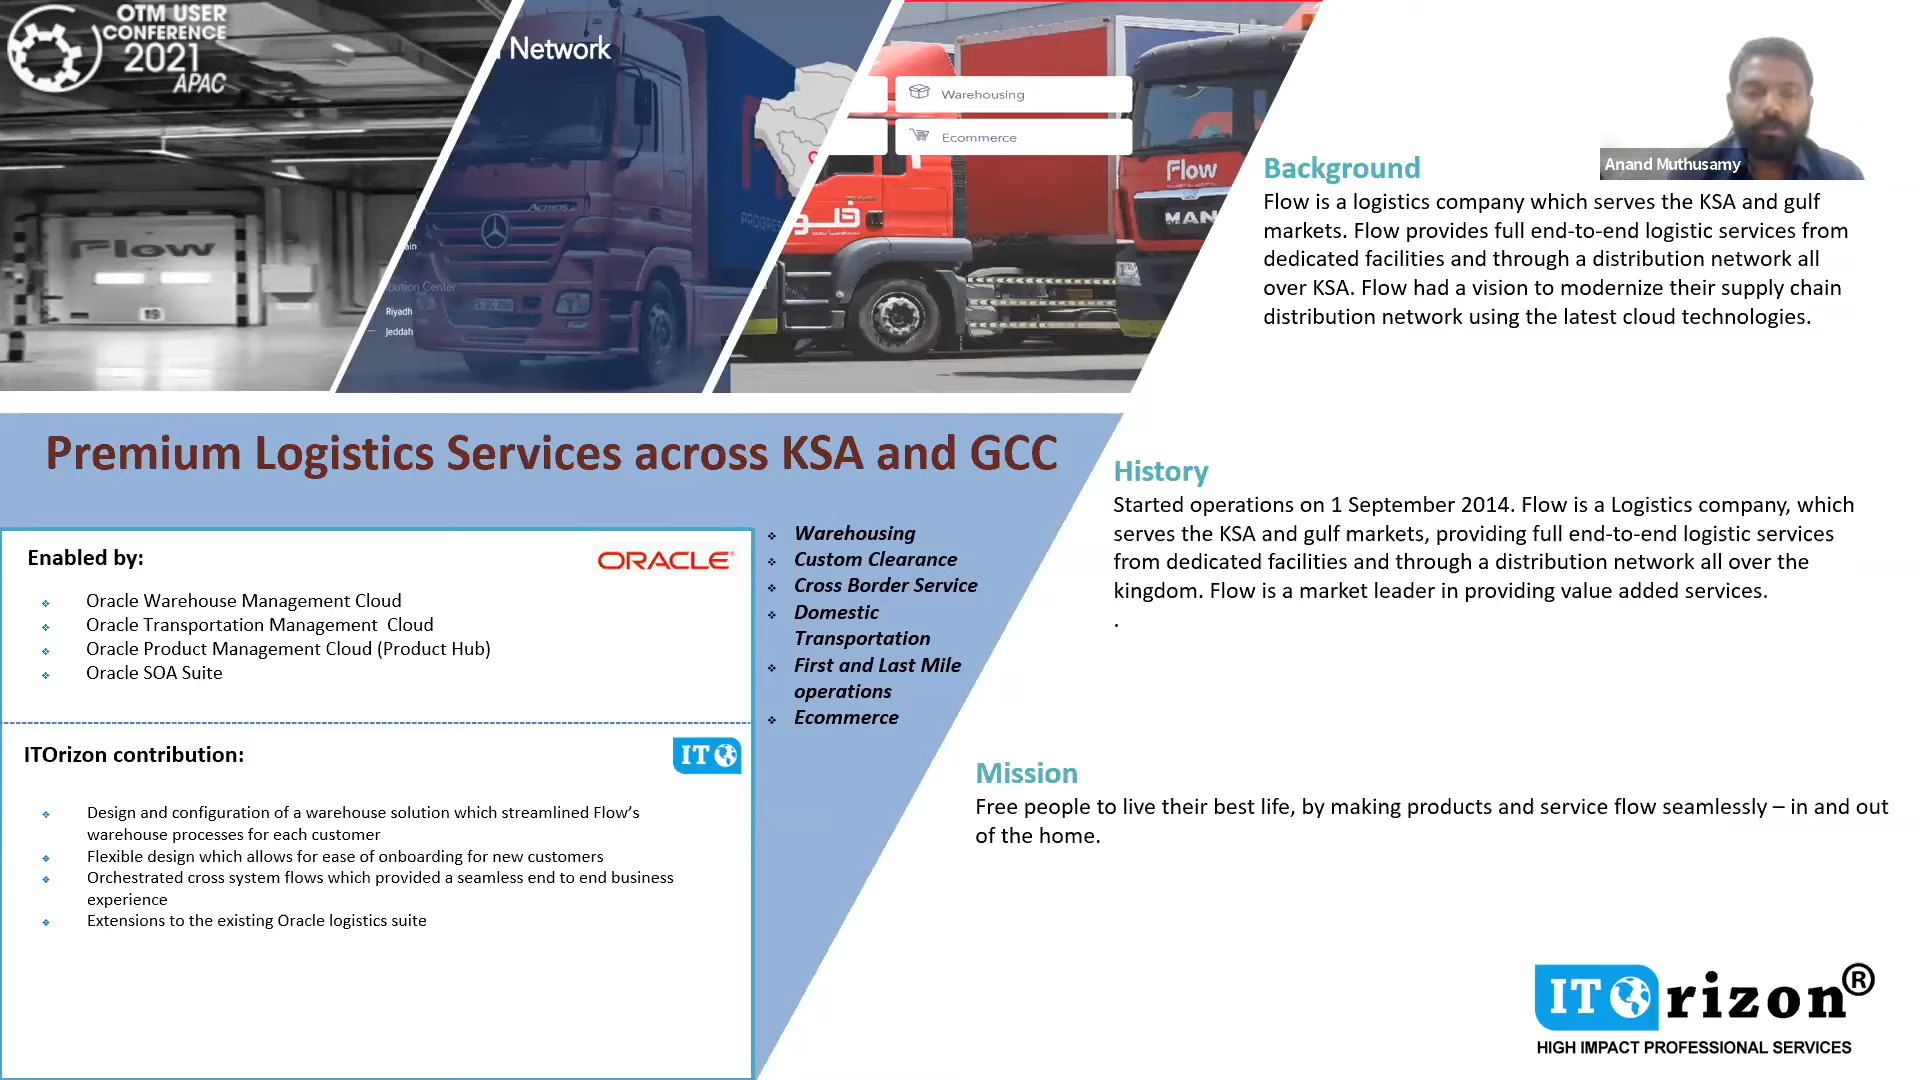 OTM USER
CONFERENCE
2021
APAC
Flow
19
Network
Actros
Riyadh
Jeddah
Warehousing
Ecommerce
Flow
MAN
فلو
Anand Muthusamy
Background
Flow is a logistics company which serves the KSA and gulf
markets. Flow provides full end-to-end logistic services from
dedicated facilities and through a distribution network all
over KSA. Flow had a vision to modernize their supply chain
distribution network using the latest cloud technologies.
Premium Logistics Services across KSA and GCC
Enabled by:
ORACLE
Oracle Warehouse Management Cloud
Oracle Transportation Management Cloud
Oracle Product Management Cloud (Product Hub)
Oracle SOA Suite
ITOrizon contribution:
IT
Design and configuration of a warehouse solution which streamlined Flow’s
warehouse processes for each customer
Flexible design which allows for ease of onboarding for new customers
Orchestrated cross system flows which provided a seamless end to end business
experience
Extensions to the existing Oracle logistics suite
Warehousing
Custom Clearance
Cross Border Service
Domestic
Transportation
First and Last Mile
operations
Ecommerce
History
Started operations on 1 September 2014. Flow is a Logistics company, which
serves the KSA and gulf markets, providing full end-to-end logistic services
from dedicated facilities and through a distribution network all over the
kingdom. Flow is a market leader in providing value added services.
.
Mission
Free people to live their best life, by making products and service flow seamlessly – in and out
of the home.
ITOrizon®
HIGH IMPACT PROFESSIONAL SERVICES